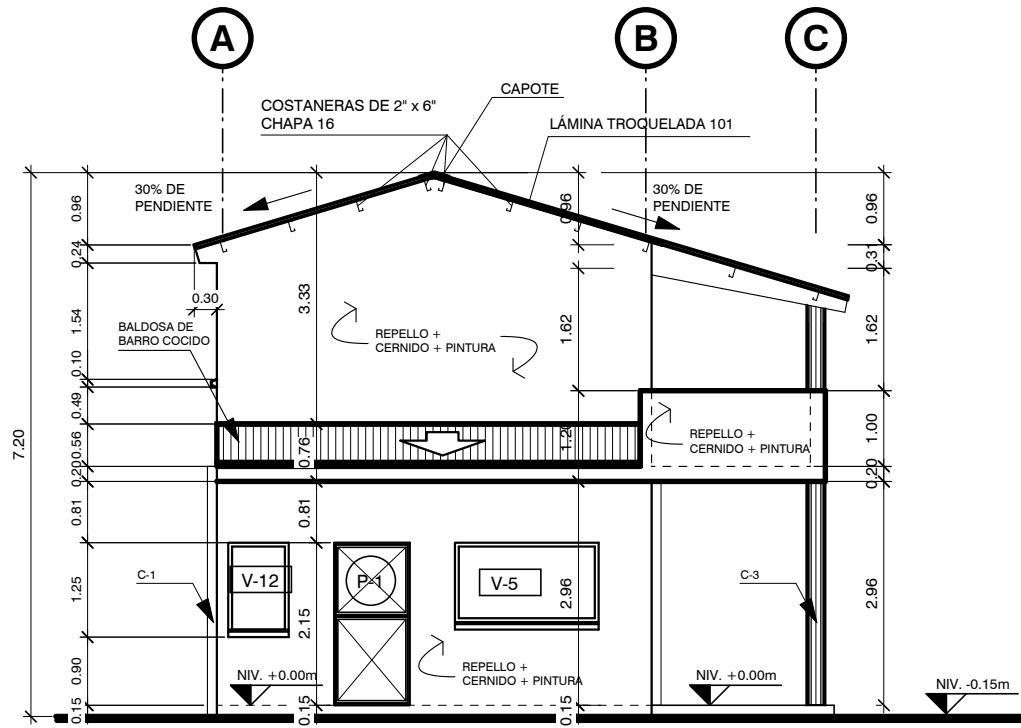 A
B
C
CAPOTE
COSTANERAS DE 2" x 6"
CHAPA 16
LÁMINA TROQUELADA 101
30% DE
PENDIENTE
30% DE
PENDIENTE
0.96
0.96
0.96
0.24
0.31
0.30
3.33
1.54
1.62
1.62
BALDOSA DE
BARRO COCIDO
REPELLO +
CERNIDO + PINTURA
0.10
0.49
7.20
0.56
0.76
1.20
1.00
REPELLO +
CERNIDO + PINTURA
0.20
0.20
0.81
0.81
C-1
V-12
P-1
V-5
C-3
1.25
2.15
2.96
2.96
0.90
REPELLO +
CERNIDO + PINTURA
NIV. +0.00m
NIV. +0.00m
NIV. -0.15m
0.15
0.15
0.15